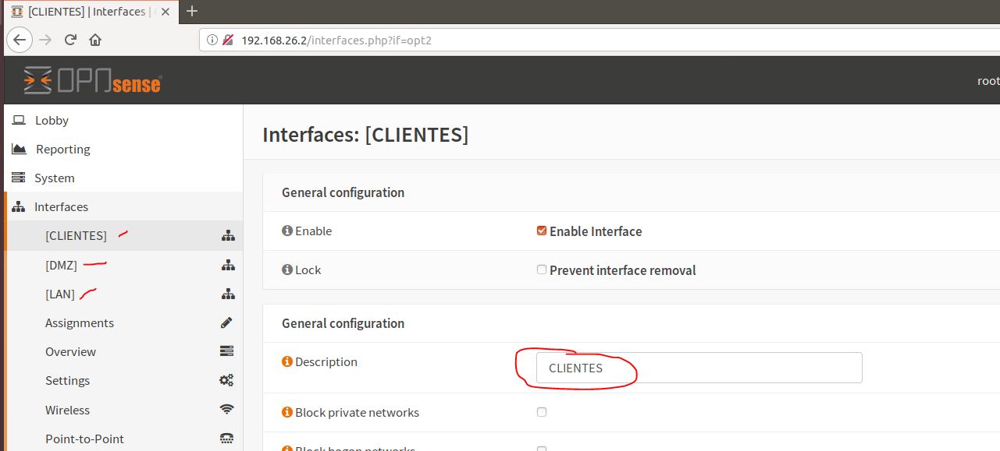 [CLIENTES] | Interfaces |
192.168.26.2/interfaces.php?if=opt2
OPNsense
root
Lobby
Reporting
System
Interfaces
[CLIENTES]
[DMZ]
[LAN]
Assignments
Overview
Settings
Wireless
Point-to-Point
Interfaces: [CLIENTES]
General configuration
Enable
Enable Interface
Lock
Prevent interface removal
General configuration
Description
CLIENTES
Block private networks
Block bogon networks